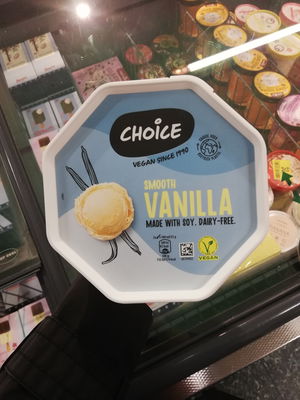 CHOICE
VEGAN SINCE 1990
SMOOTH
VANILLA
MADE WITH SOY. DAIRY-FREE.
VEGAN